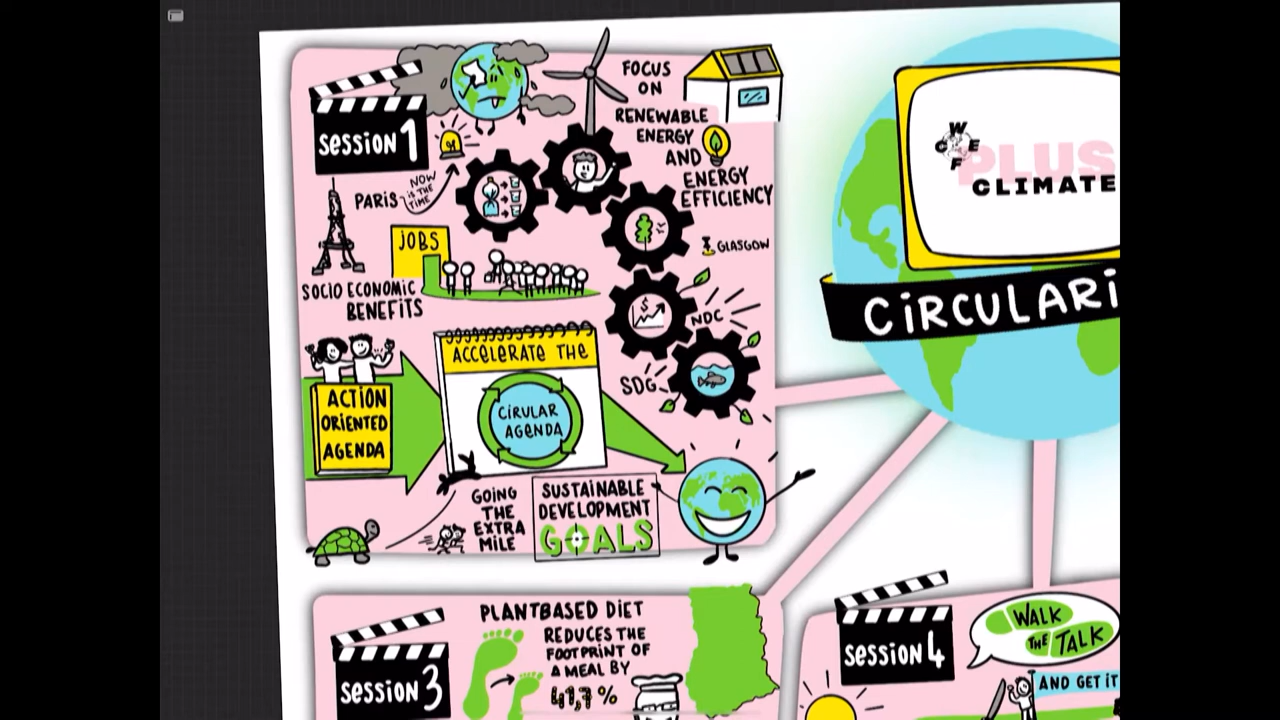 SESSION 1
FOCUS
ON
RENEWABLE
ENERGY
AND
ENERGY
EFFICIENCY
PARIS
NOW
IS THE
TIME
JOBS
SOCIO ECONOMIC
BENEFITS
GLASGOW
$
NDC
SDG
ACTION
ORIENTED
AGENDA
ACCELERATE THE
CIRULAR
AGENDA
GOING
THE
EXTRA
MILE
SUSTAINABLE
DEVELOPMENT
GOALS
WCEF
PLUS
CLIMATE
CIRCULARI
SESSION 3
PLANTBASED DIET
REDUCES THE
FOOTPRINT OF
A MEAL BY
41,7%
SESSION 4
WALK
THE TALK
AND GET IT